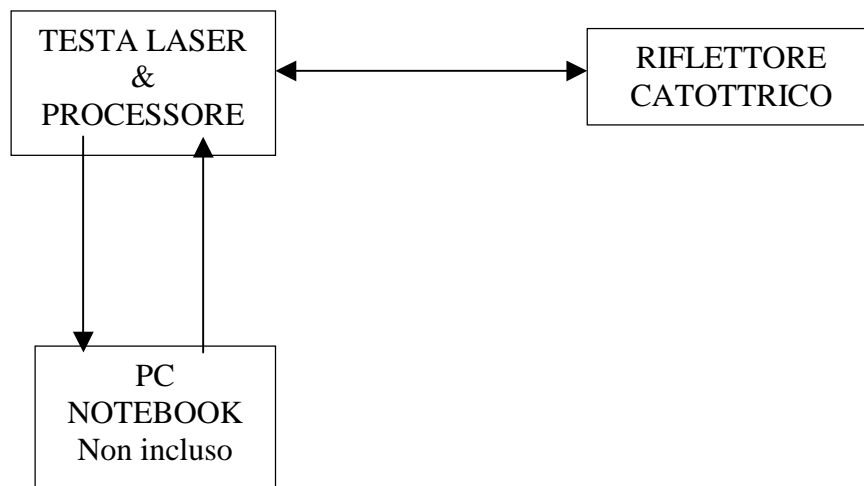 TESTA LASER
&
PROCESSORE
RIFLETTORE
CATOTTRICO
PC
NOTEBOOK
Non incluso